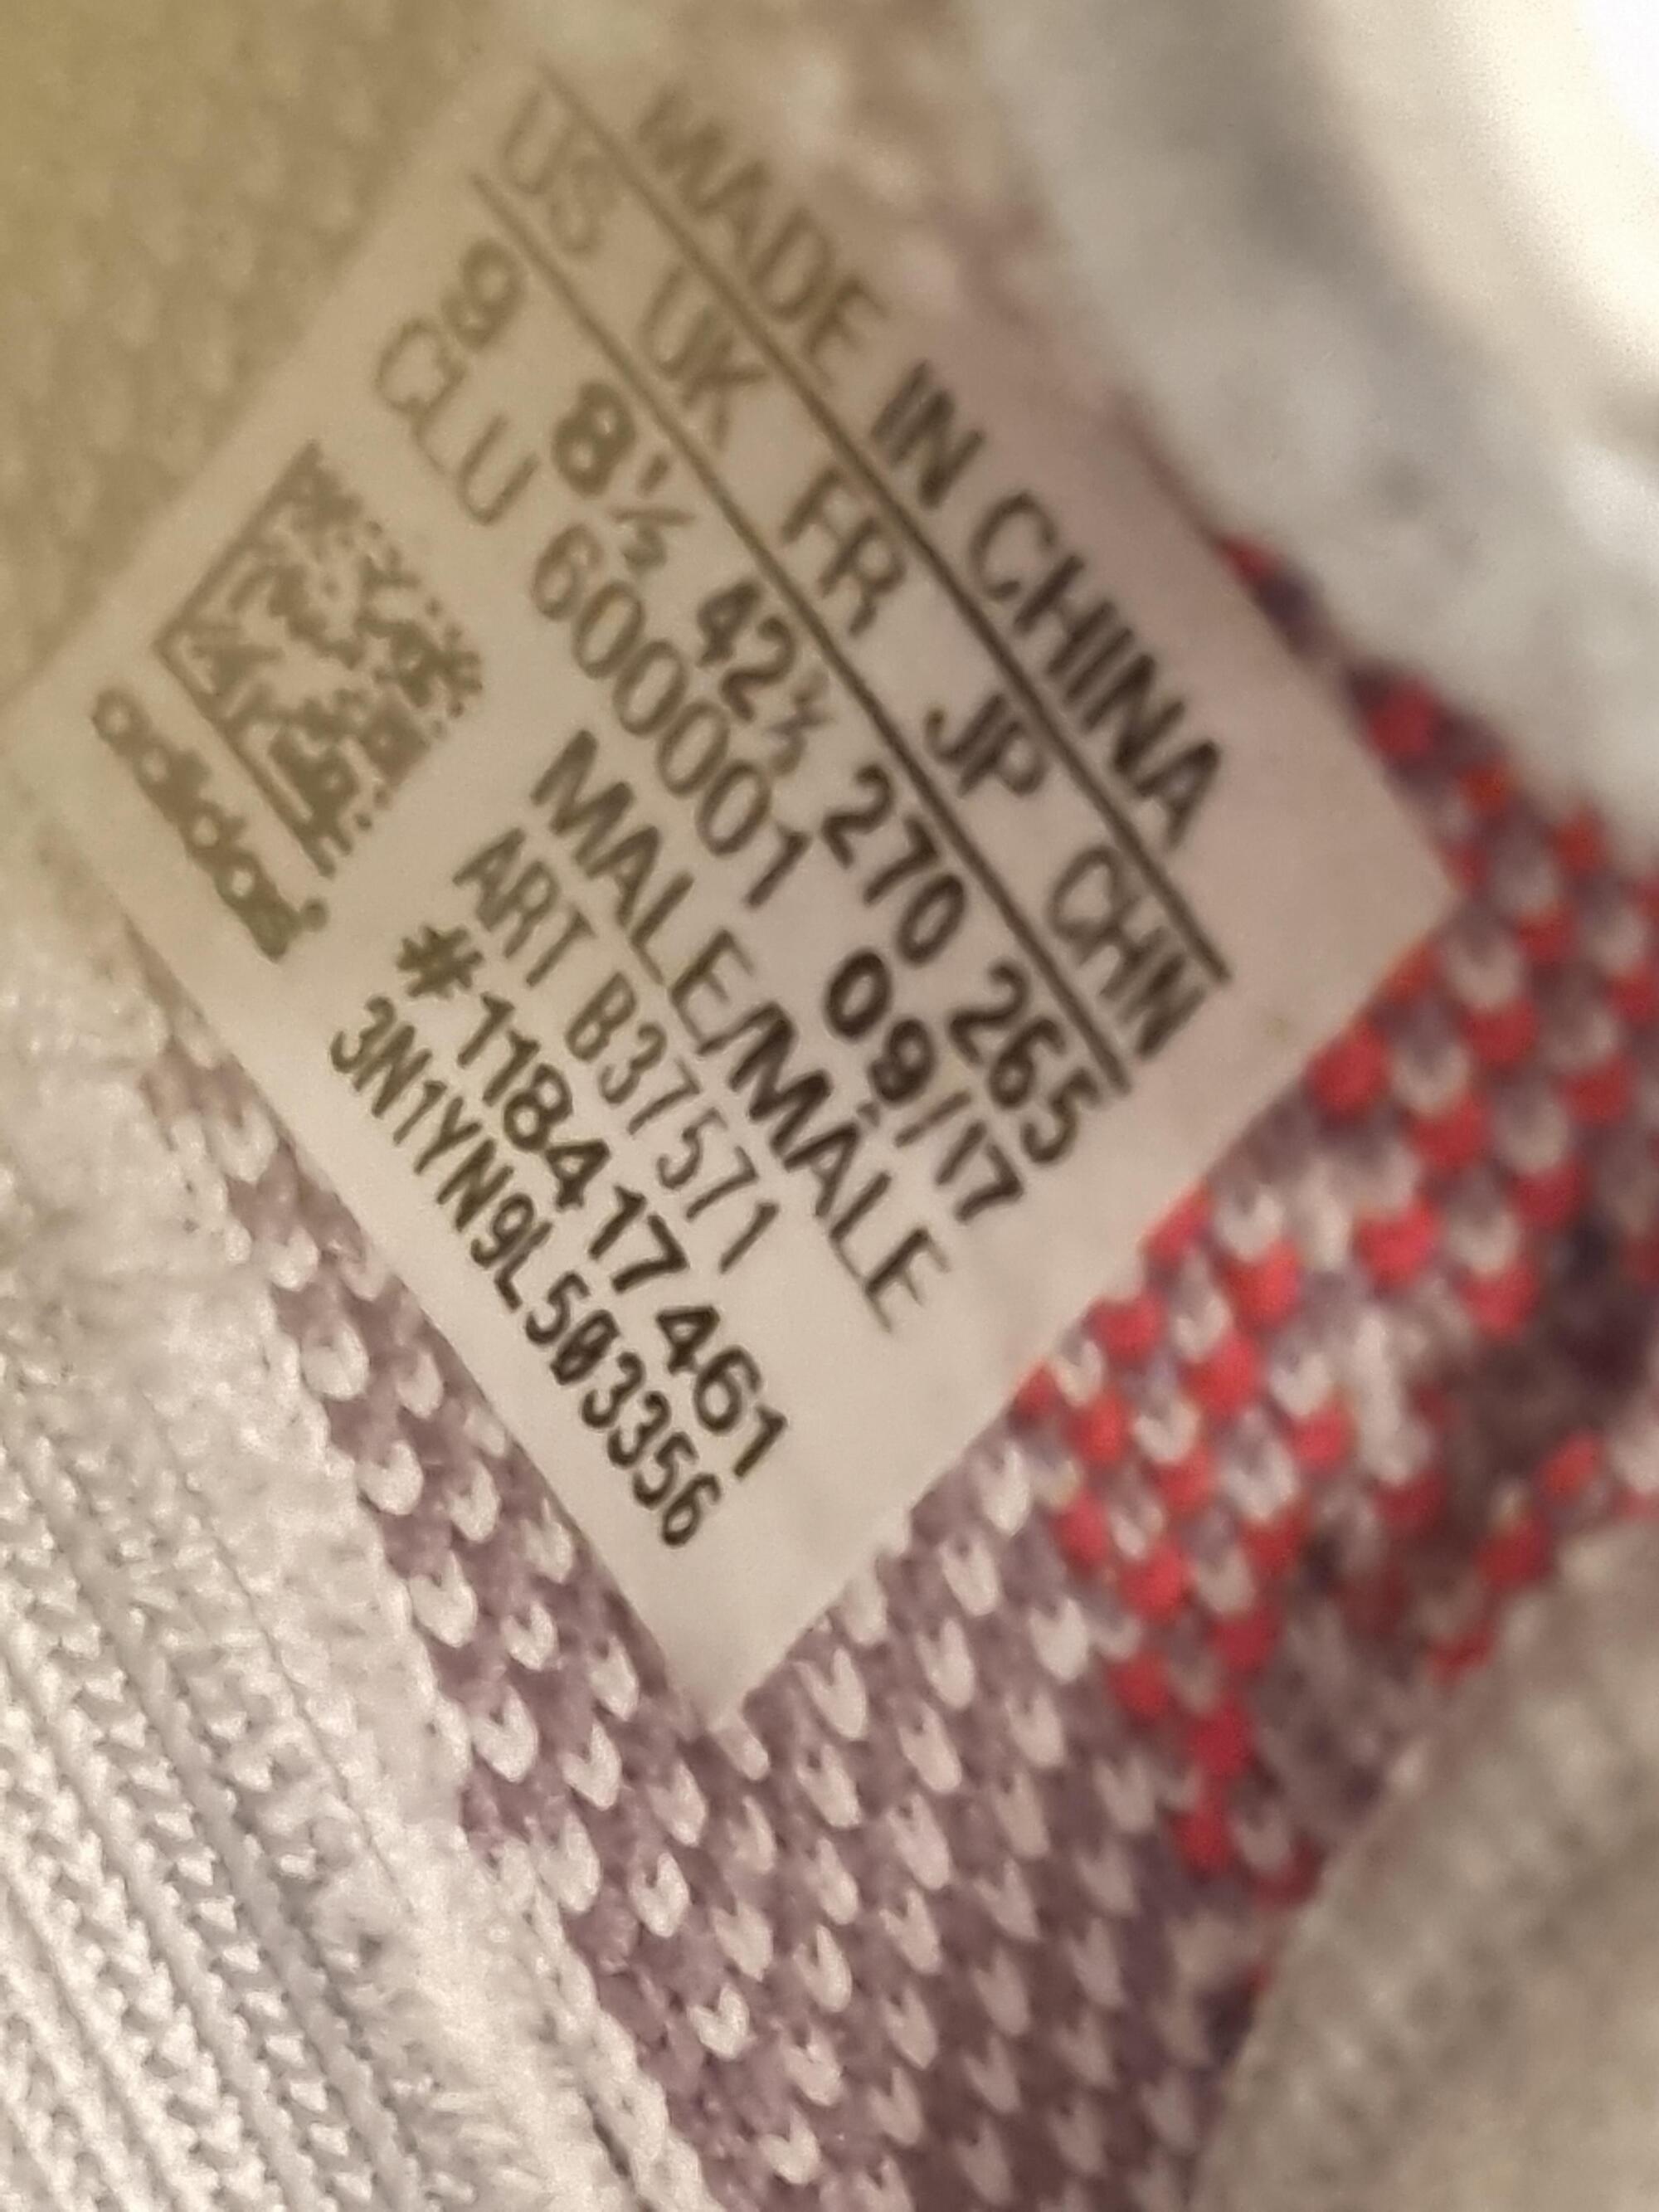 MADE IN CHINA
US UK FR JP CHN
9 8½ 42⅔ 270 265
CLU 600001 09/17
MALE/MÂLE
ART B37571
#118417461
3N1YN9L503356
adidas